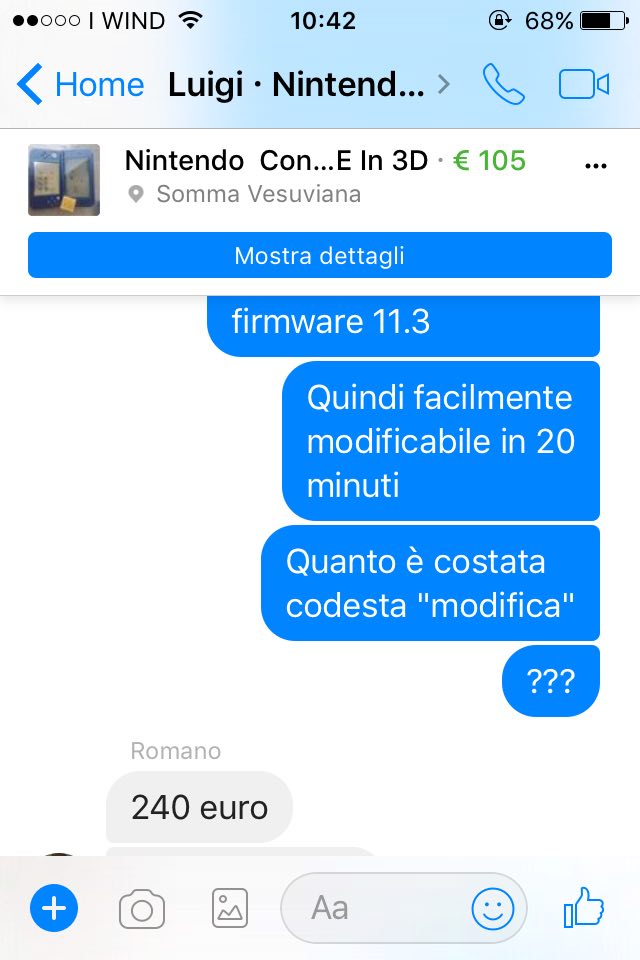 I WIND 10:42 68%
Home Luigi · Nintend...
Nintendo Con...E In 3D · € 105
Somma Vesuviana
Mostra dettagli
firmware 11.3
Quindi facilmente
modificabile in 20
minuti
Quanto è costata
codesta "modifica"
???
Romano
240 euro
Aa